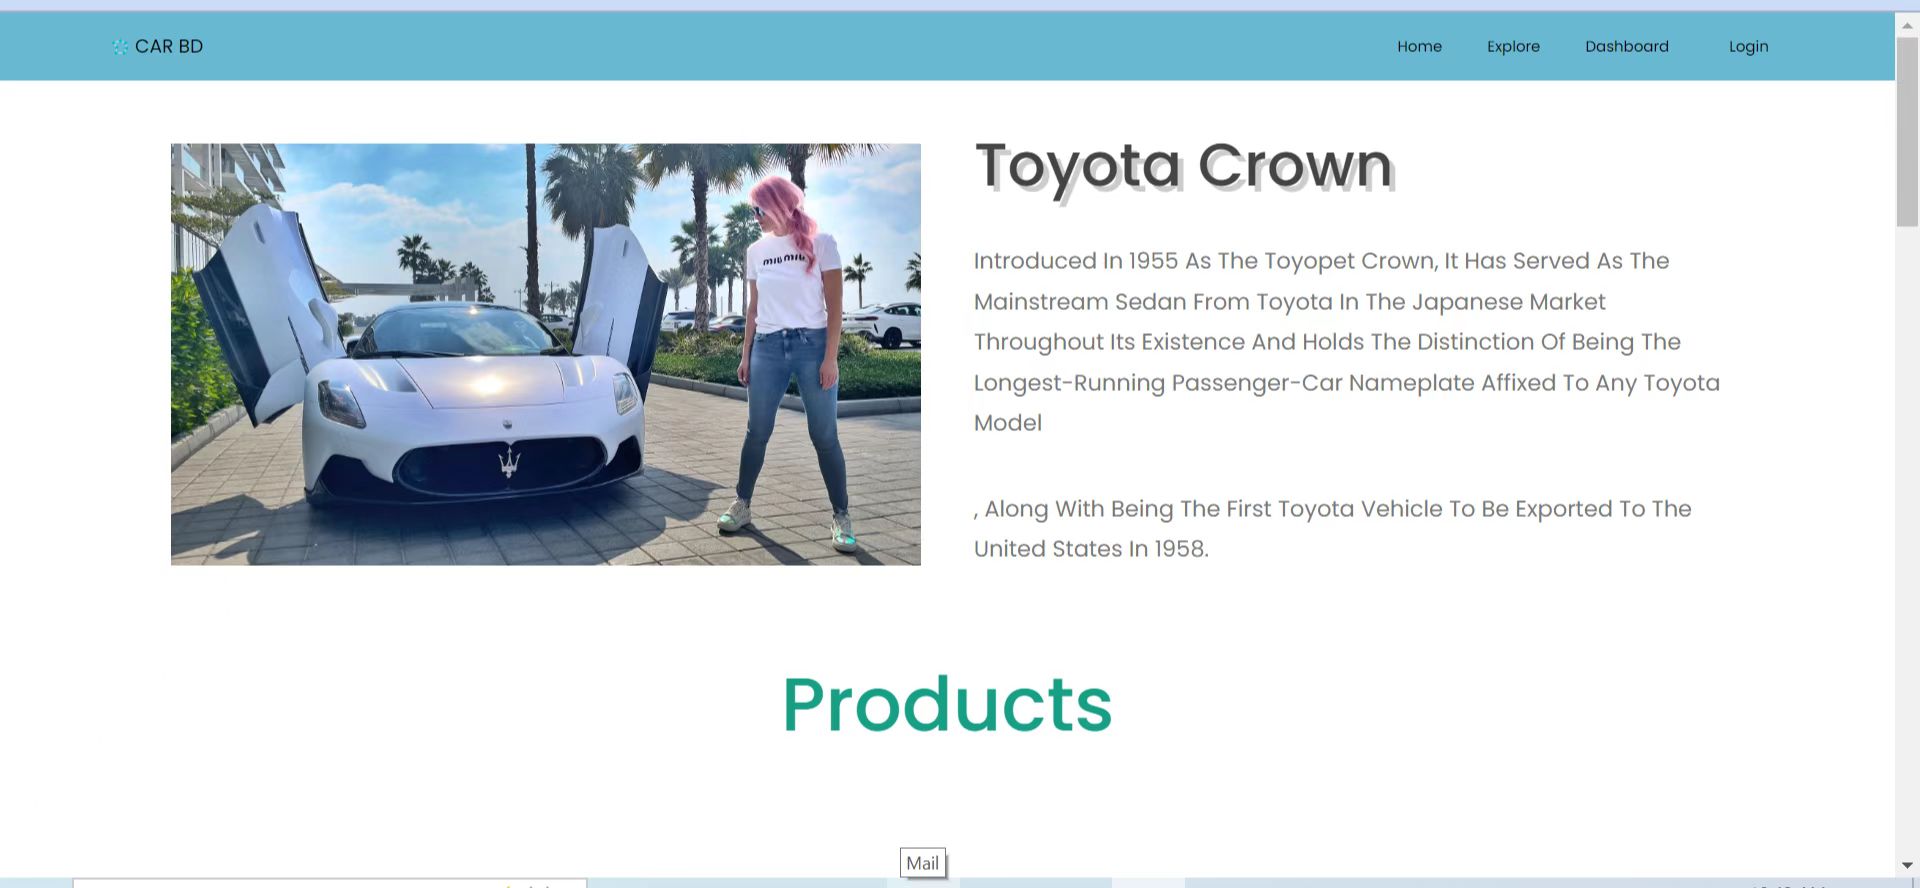 CAR BD
Home Explore Dashboard Login
Toyota Crown
Introduced In 1955 As The Toyopet Crown, It Has Served As The
Mainstream Sedan From Toyota In The Japanese Market
Throughout Its Existence And Holds The Distinction Of Being The
Longest-Running Passenger-Car Nameplate Affixed To Any Toyota
Model
, Along With Being The First Toyota Vehicle To Be Exported To The
United States In 1958.
miu miu
Products
Mail